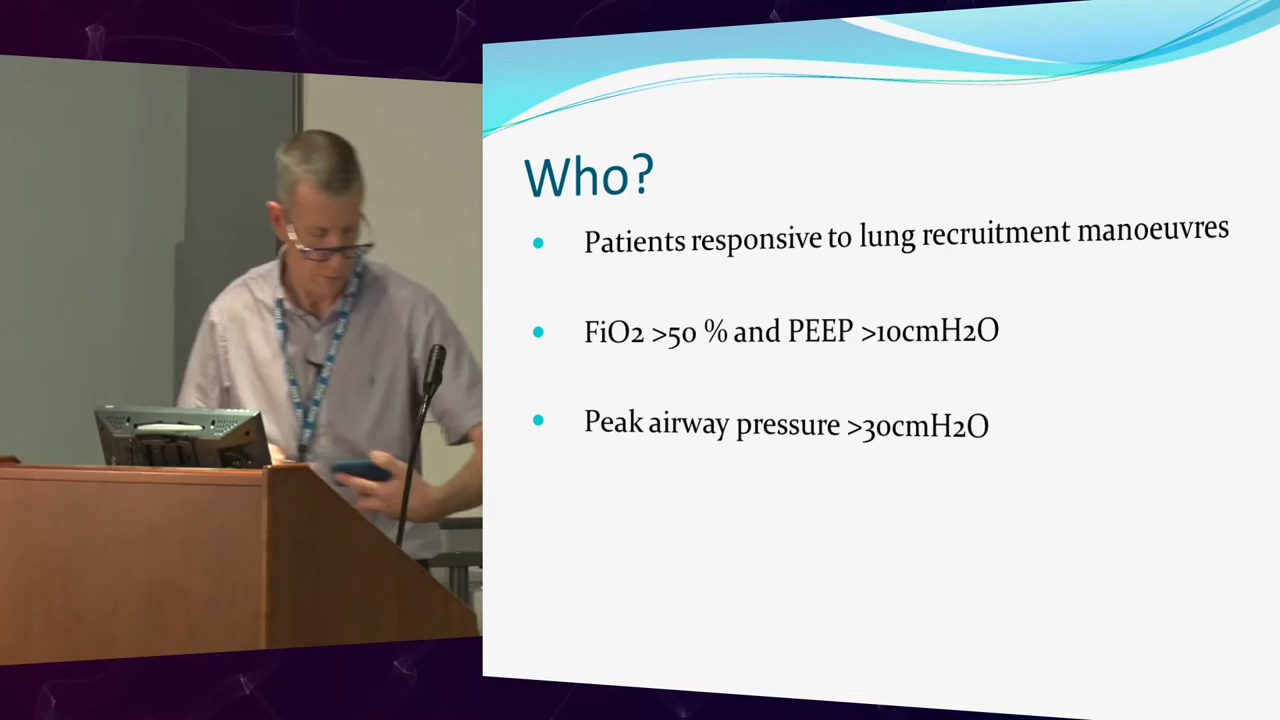 Who?
Patients responsive to lung recruitment manoeuvres
FiO2 >50 % and PEEP >10cmH2O
Peak airway pressure >30cmH2O